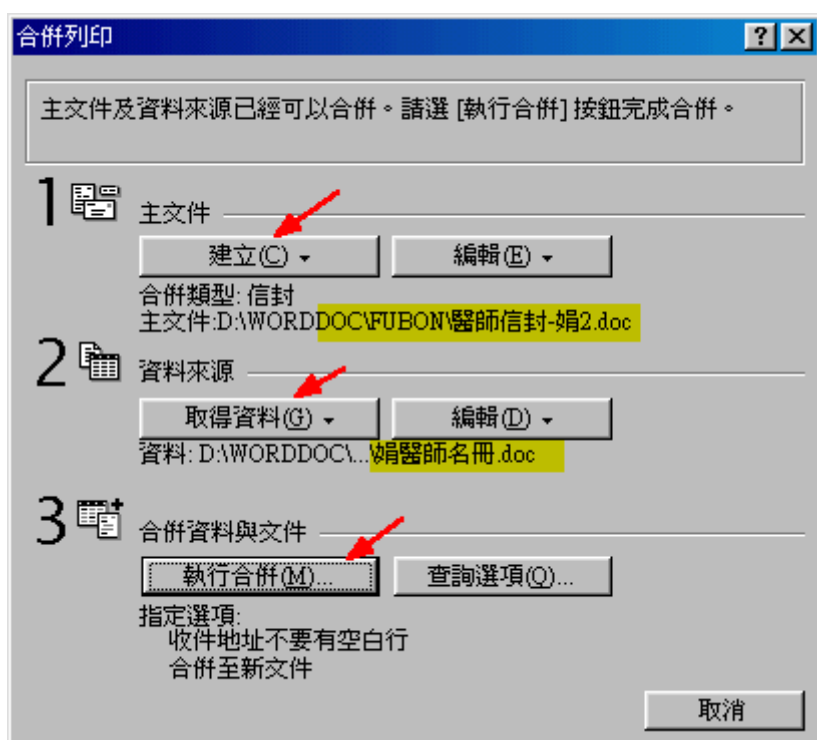 合併列印
主文件及資料來源已經可以合併。請選 [執行合併] 按鈕完成合併。
1 主文件
建立(C) 編輯(E)
合併類型: 信封
主文件:D:\WORDDOC\FUBON\醫師信封-娟2.doc
2 資料來源
取得資料(G) 編輯(D)
資料: D:\WORDDOC\...\娟醫師名冊.doc
3 合併資料與文件
執行合併(M)... 查詢選項(Q)...
指定選項:
收件地址不要有空白行
合併至新文件
取消